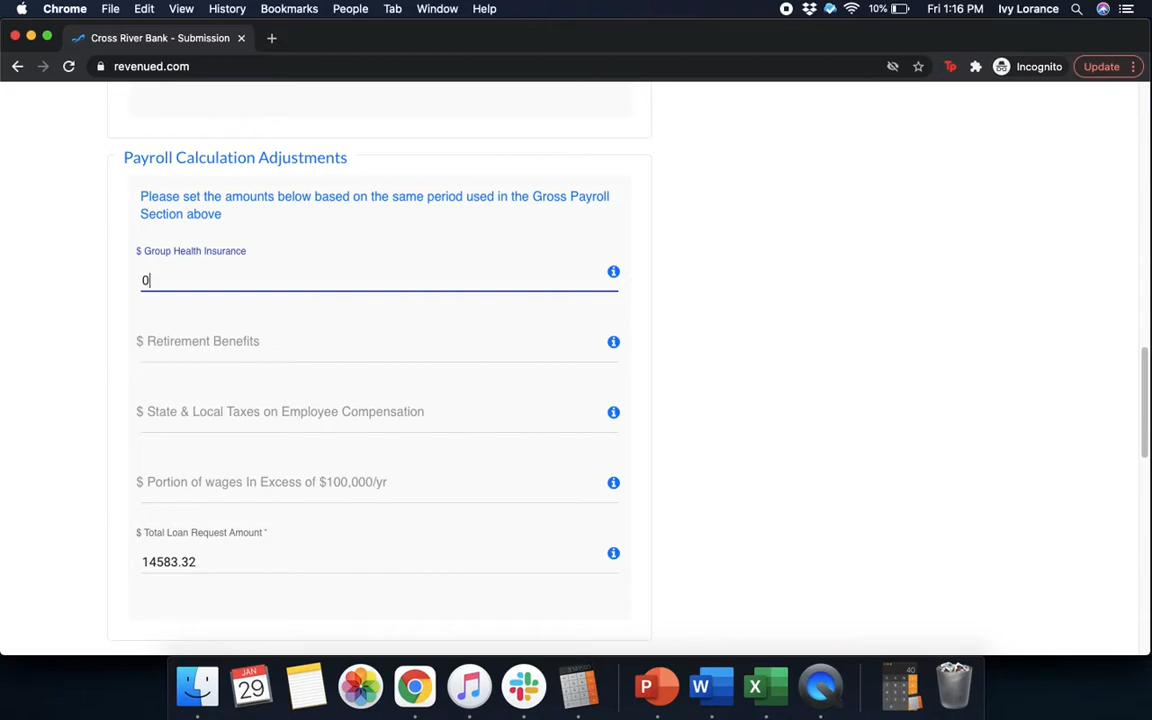 Chrome File Edit View History Bookmarks People Tab Window Help 10% Fri 1:16 PM Ivy Lorance
Cross River Bank - Submission
revenued.com Incognito Update
Payroll Calculation Adjustments
Please set the amounts below based on the same period used in the Gross Payroll
Section above
$ Group Health Insurance
0
$ Retirement Benefits
$ State & Local Taxes on Employee Compensation
$ Portion of wages In Excess of $100,000/yr
$ Total Loan Request Amount *
14583.32
JAN
29
P W X
40